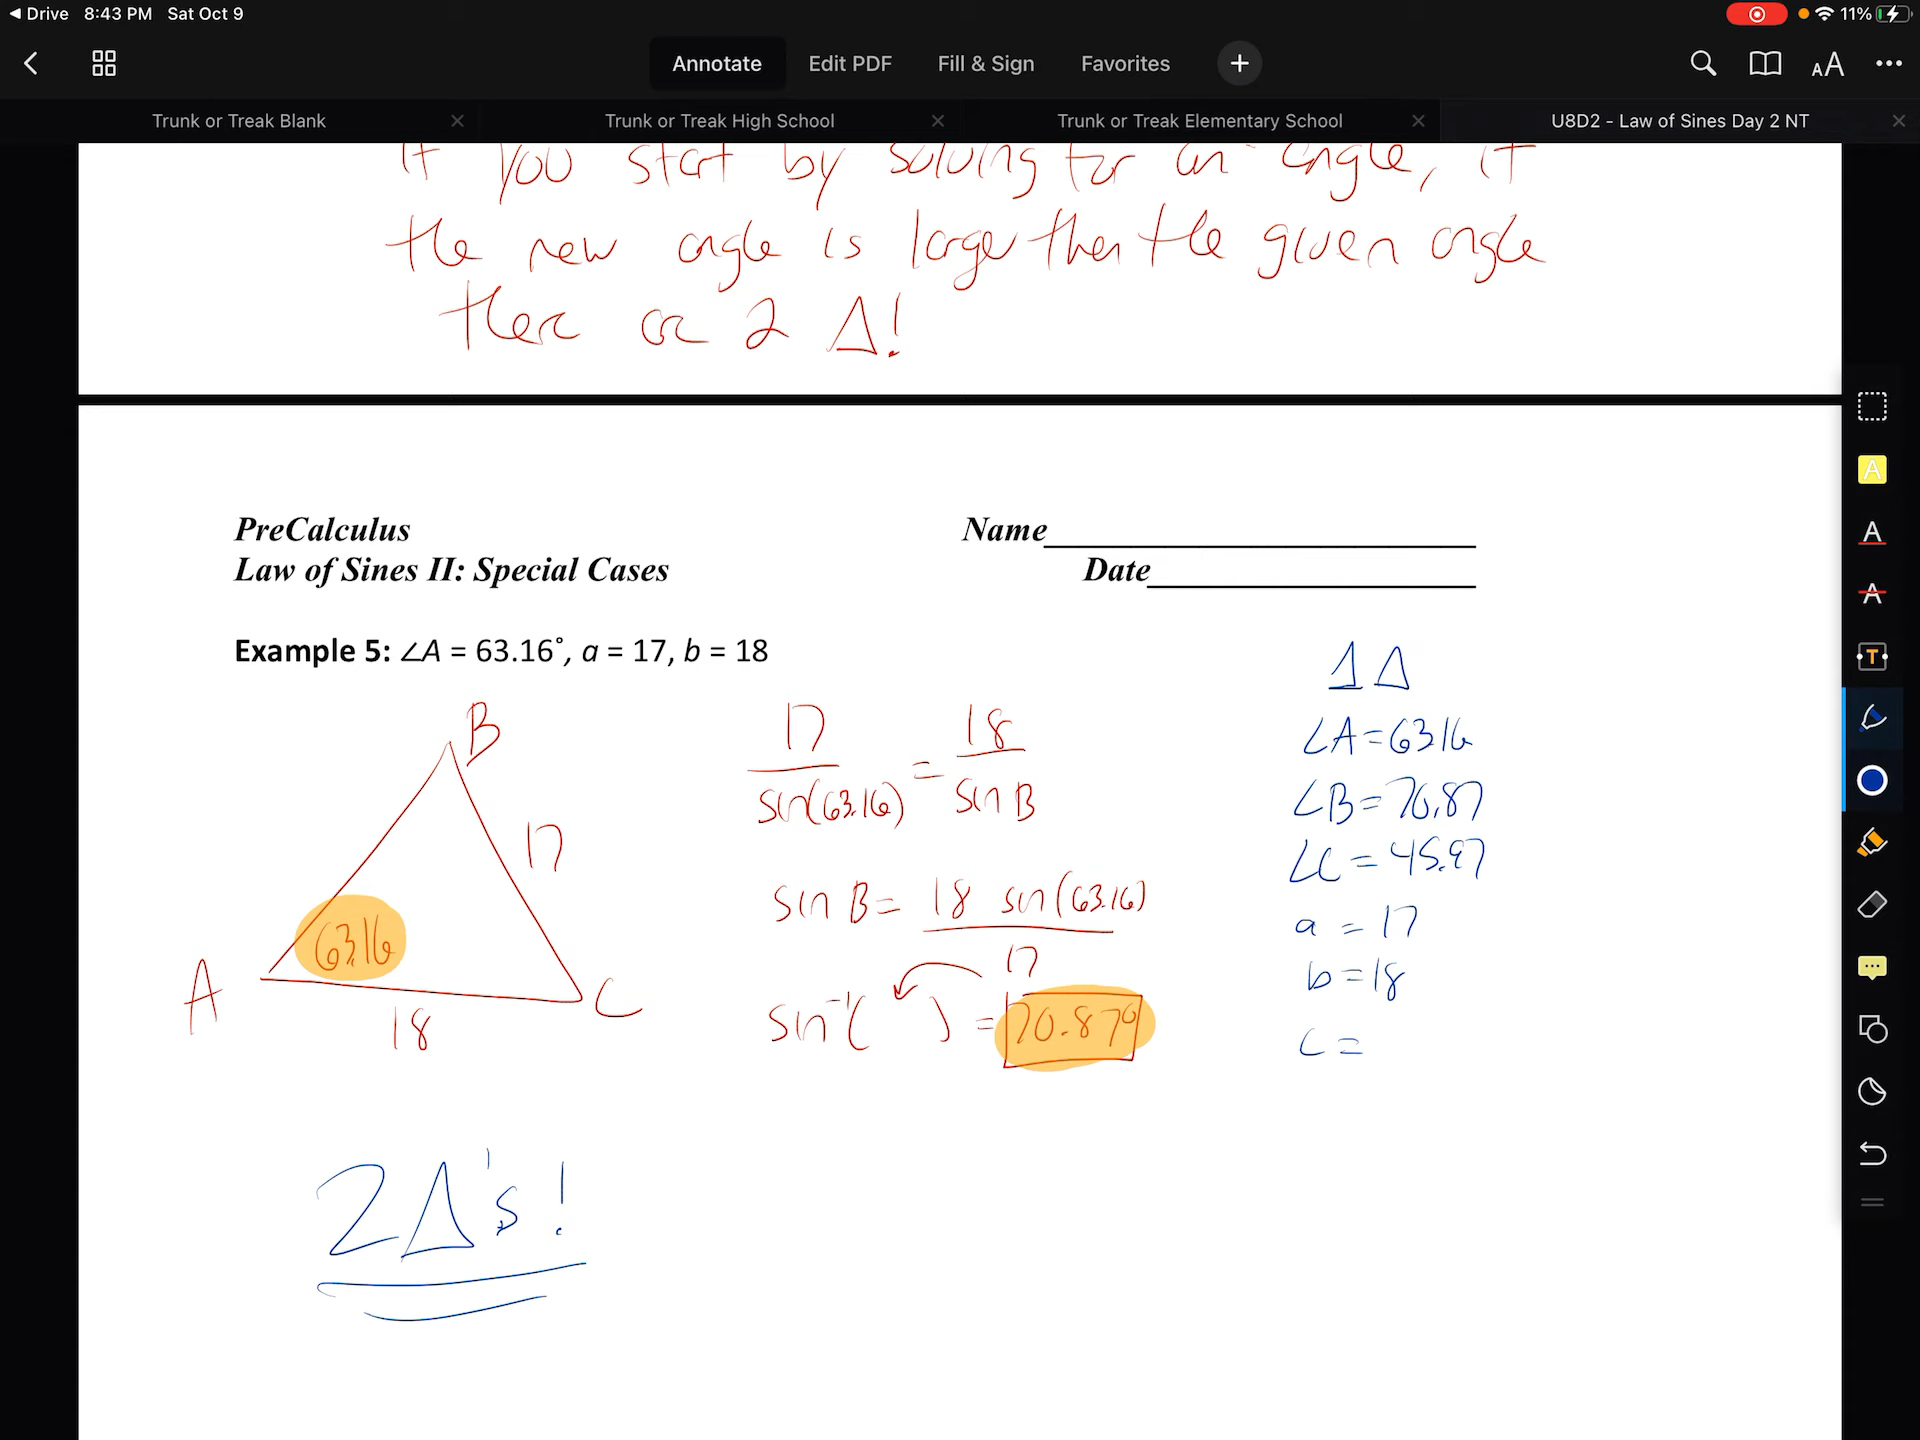 Drive 8:43 PM Sat Oct 9 11%
Annotate Edit PDF Fill & Sign Favorites
AA
Trunk or Treak Blank Trunk or Treak High School Trunk or Treak Elementary School U8D2 - Law of Sines Day 2 NT
If you start by solving for an angle, if
the new angle is larger then the given angle
there are 2 Δ!
PreCalculus Name
Law of Sines II: Special Cases Date
Example 5: ∠A = 63.16°, a = 17, b = 18
B
17
63.16
A
C
18
17 / sin(63.16) = 18 / sin B
sin B = 18 sin(63.16) / 17
sin⁻¹( ) = 70.87°
1 Δ
∠A = 63.16
∠B = 70.87
∠C = 45.97
a = 17
b = 18
c =
2Δ's!
A
A
A
T